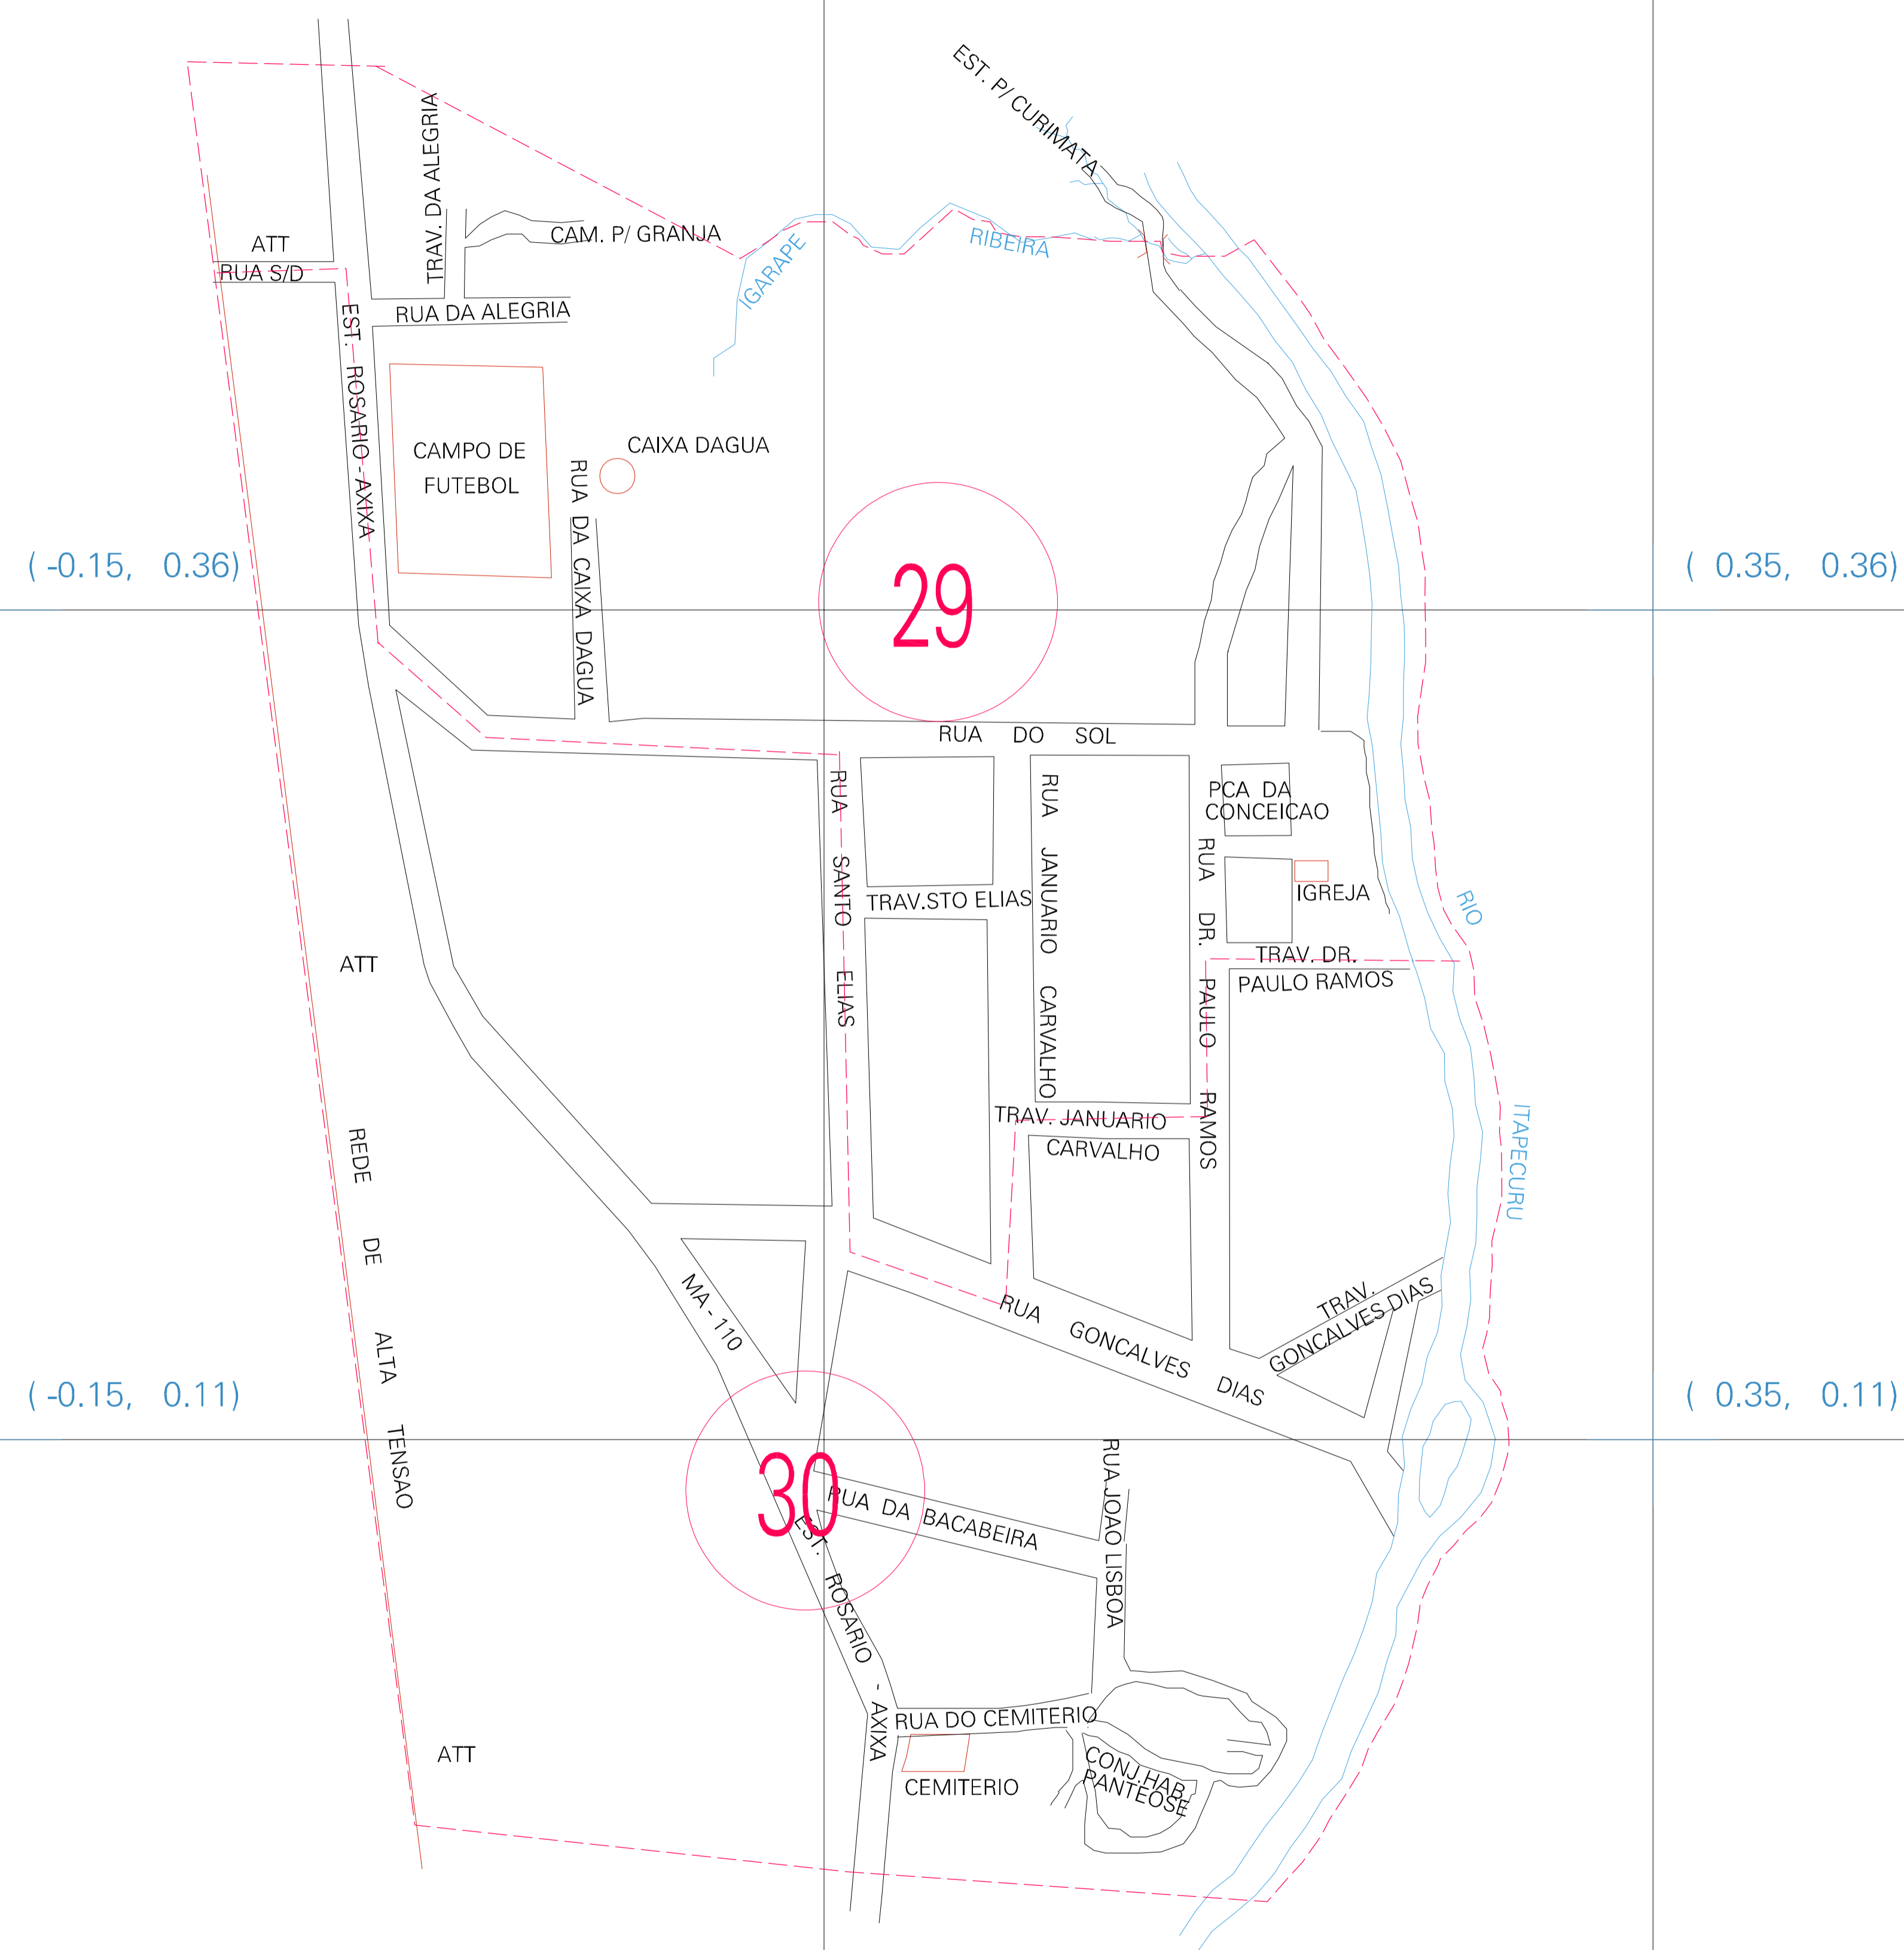 EST. P/ CURIMATA
TRAV. DA ALEGRIA
ATT
RUA S/D
CAM. P/ GRANJA
IGARAPE
RIBEIRA
RUA DA ALEGRIA
EST. ROSARIO - AXIXA
CAMPO DE
FUTEBOL
CAIXA DAGUA
RUA DA CAIXA DAGUA
(-0.15, 0.36)
29
( 0.35, 0.36)
RUA DO SOL
RUA SANTO ELIAS
RUA JANUARIO CARVALHO
PCA DA
CONCEICAO
RUA DR. PAULO RAMOS
IGREJA
TRAV.STO ELIAS
RIO
ITAPECURU
TRAV. DR.
PAULO RAMOS
ATT
REDE DE ALTA TENSAO
TRAV. JANUARIO
CARVALHO
MA - 110
RUA GONCALVES DIAS
TRAV.
GONCALVES DIAS
(-0.15, 0.11)
( 0.35, 0.11)
30
RUA DA BACABEIRA
RUA JOAO LISBOA
EST. ROSARIO - AXIXA
RUA DO CEMITERIO
CEMITERIO
CONJ.HAB.
PANTEOSE
ATT